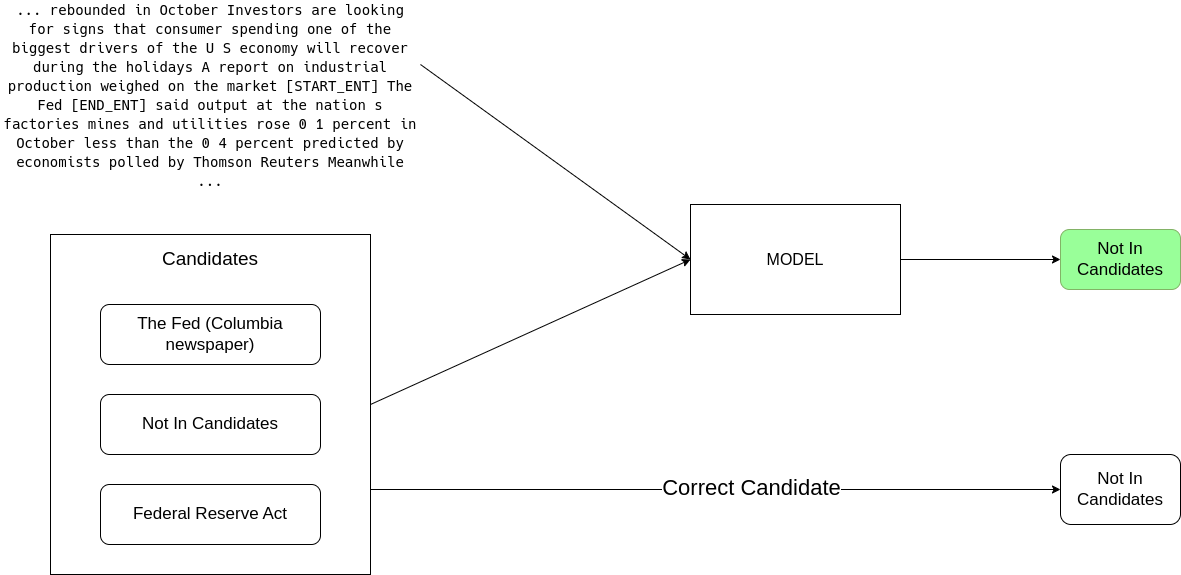 ... rebounded in October Investors are looking
for signs that consumer spending one of the
biggest drivers of the U S economy will recover
during the holidays A report on industrial
production weighed on the market [START_ENT] The
Fed [END_ENT] said output at the nation s
factories mines and utilities rose 0 1 percent in
October less than the 0 4 percent predicted by
economists polled by Thomson Reuters Meanwhile
...
Candidates
The Fed (Columbia
newspaper)
Not In Candidates
Federal Reserve Act
MODEL
Not In
Candidates
Correct Candidate
Not In
Candidates